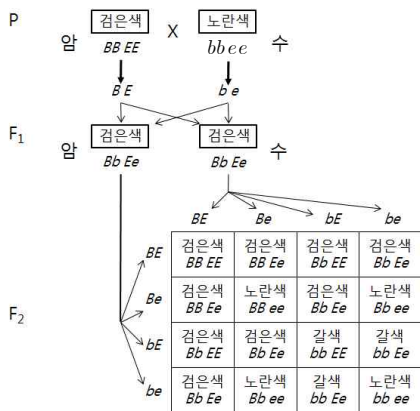 P
암 검은색 X 노란색 수
BB EE bbee
B E b e
F1 검은색 검은색
암 Bb Ee Bb Ee 수
BE Be bE be
BE 검은색 검은색 검은색 검은색
BB EE BB Ee Bb EE Bb Ee
Be 검은색 노란색 검은색 노란색
BB Ee BB ee Bb Ee Bb ee
F2
bE 검은색 검은색 갈색 갈색
Bb EE Bb Ee bb EE bb Ee
be 검은색 노란색 갈색 노란색
Bb Ee Bb ee bb Ee bb ee